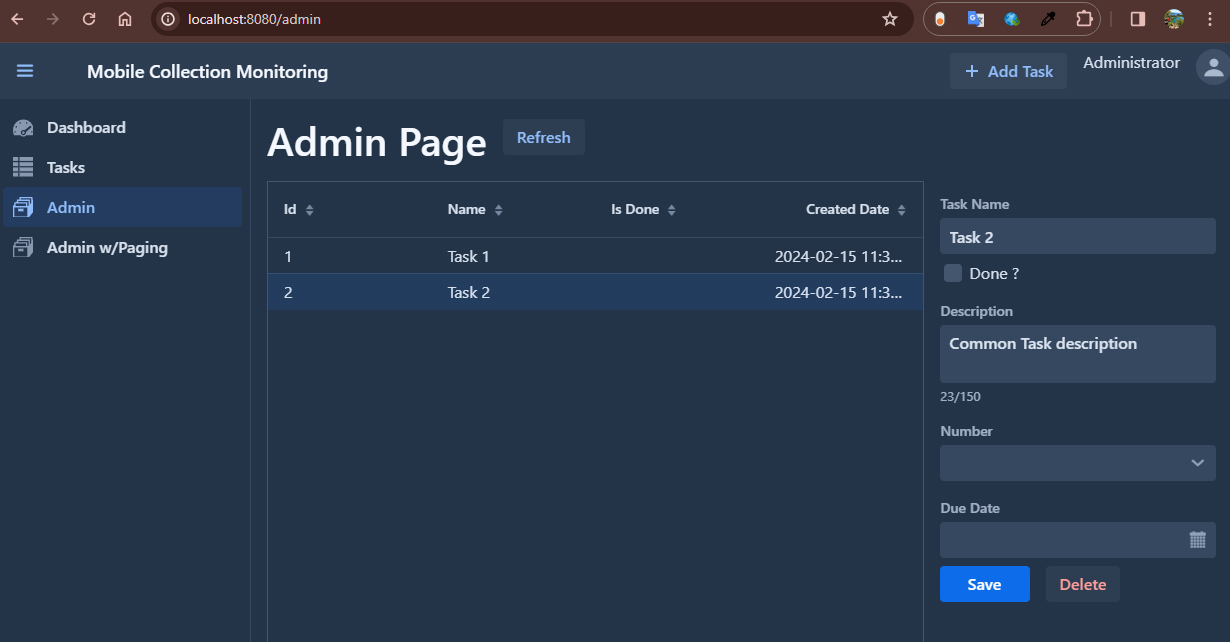 localhost:8080/admin
Mobile Collection Monitoring
+ Add Task
Administrator
Dashboard
Tasks
Admin
Admin w/Paging
Admin Page
Refresh
Id Name Is Done Created Date
1 Task 1 2024-02-15 11:3...
2 Task 2 2024-02-15 11:3...
Task Name
Task 2
Done ?
Description
Common Task description
23/150
Number
Due Date
Save Delete